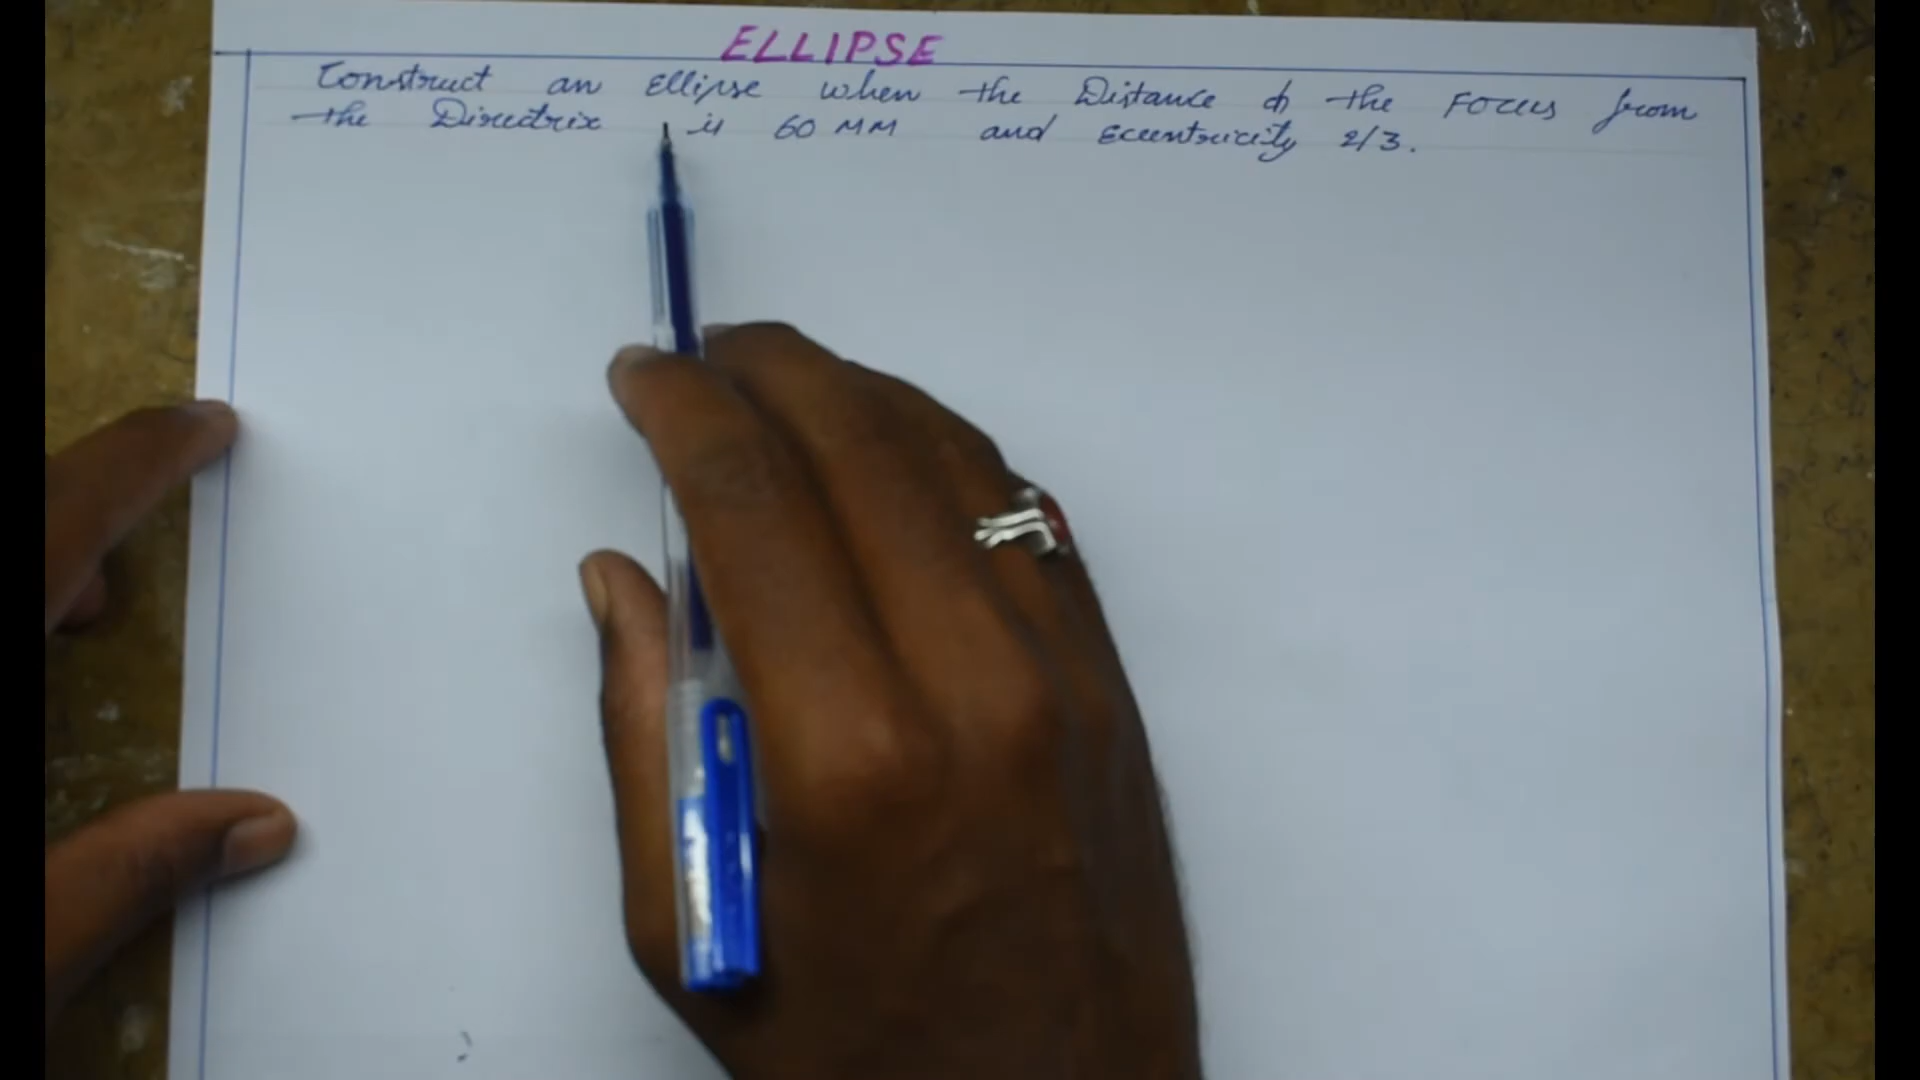 ELLIPSE
Construct an Ellipse when the Distance of the Focus from
the Directrix is 60 MM and Eccentricity 2/3.